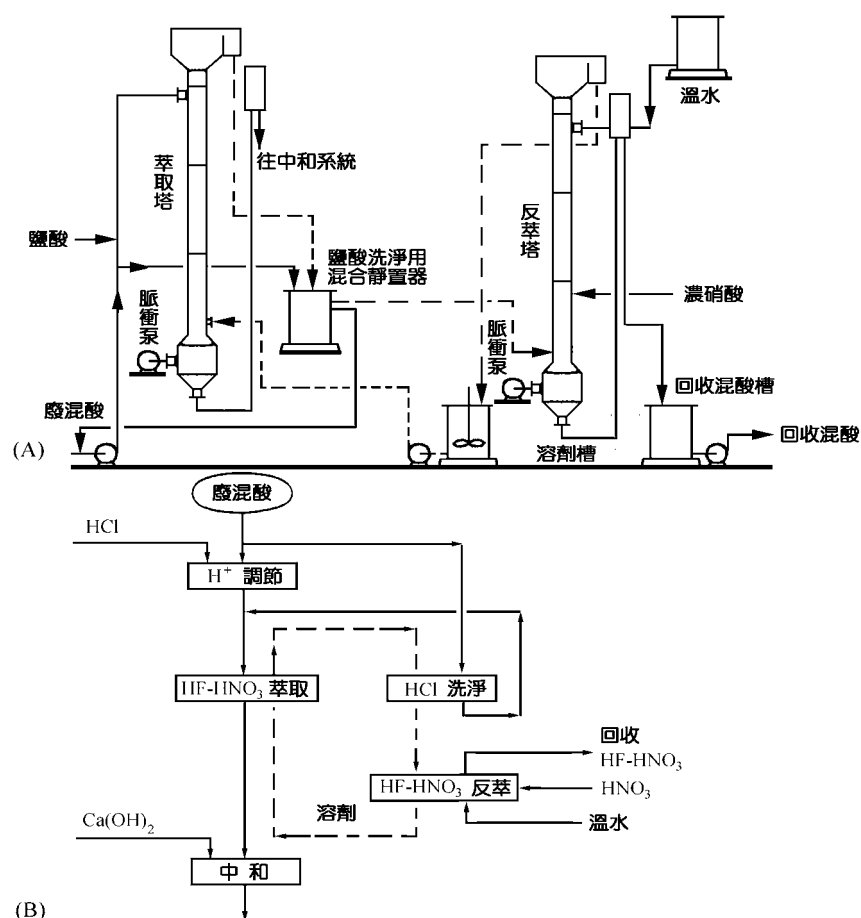 溫水
往中和系統
萃取塔
反萃塔
鹽酸
鹽酸洗淨用
混合靜置器
濃硝酸
脈衝泵
脈衝泵
回收混酸槽
廢混酸
回收混酸
溶劑槽
(A)
廢混酸
HCl
H⁺ 調節
HF-HNO₃ 萃取
HCl 洗淨
回收
HF-HNO₃
HF-HNO₃ 反萃
HNO₃
溶劑
溫水
Ca(OH)₂
中和
(B)